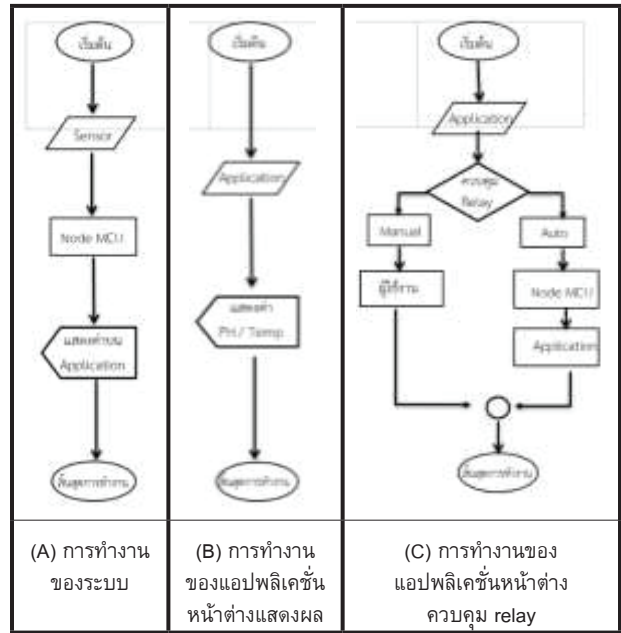 เริ่มต้น
Sensor
Node MCU
แสดงค่าบน
Application
สิ้นสุดการทำงาน
(A) การทำงาน
ของระบบ
เริ่มต้น
Application
แสดงค่า
PH / Temp
สิ้นสุดการทำงาน
(B) การทำงาน
ของแอปพลิเคชั่น
หน้าต่างแสดงผล
เริ่มต้น
Application
ควบคุม
Relay
Manual
Auto
ผู้ใช้งาน
Node MCU
Application
สิ้นสุดการทำงาน
(C) การทำงานของ
แอปพลิเคชั่นหน้าต่าง
ควบคุม relay